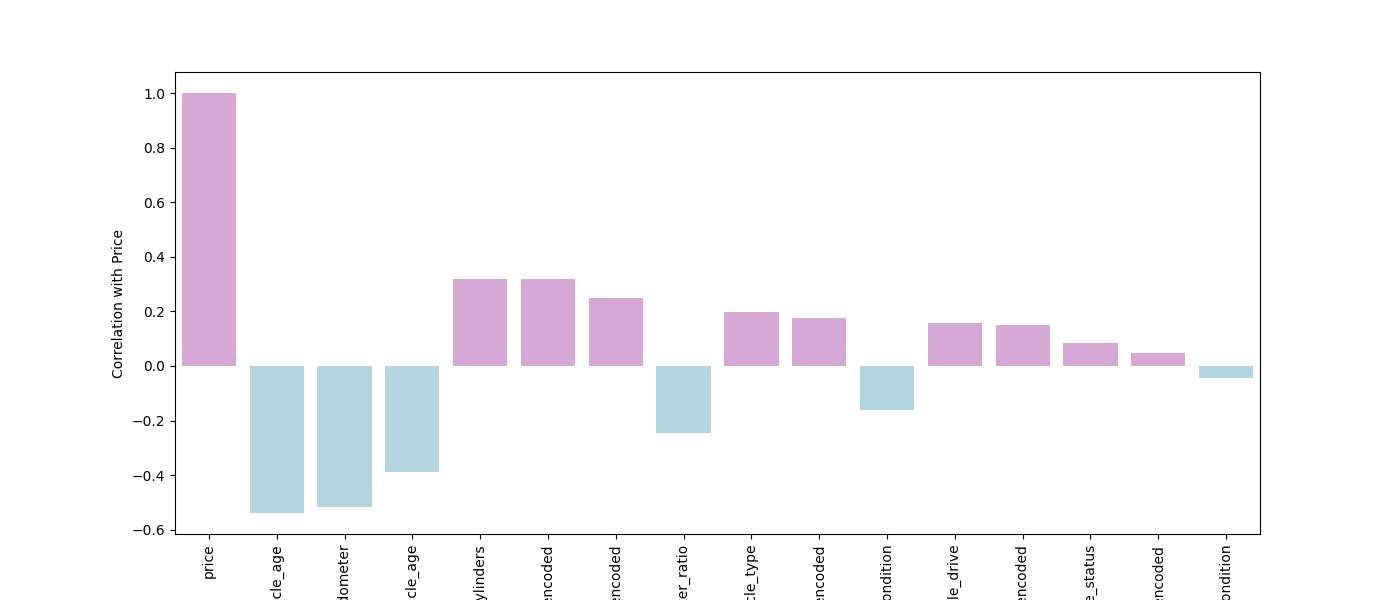 1.0
0.8
0.6
0.4
0.2
0.0
−0.2
−0.4
−0.6
Correlation with Price
price
cle_age
dometer
cle_age
ylinders
encoded
encoded
er_ratio
cle_type
encoded
ondition
le_drive
encoded
e_status
encoded
ondition